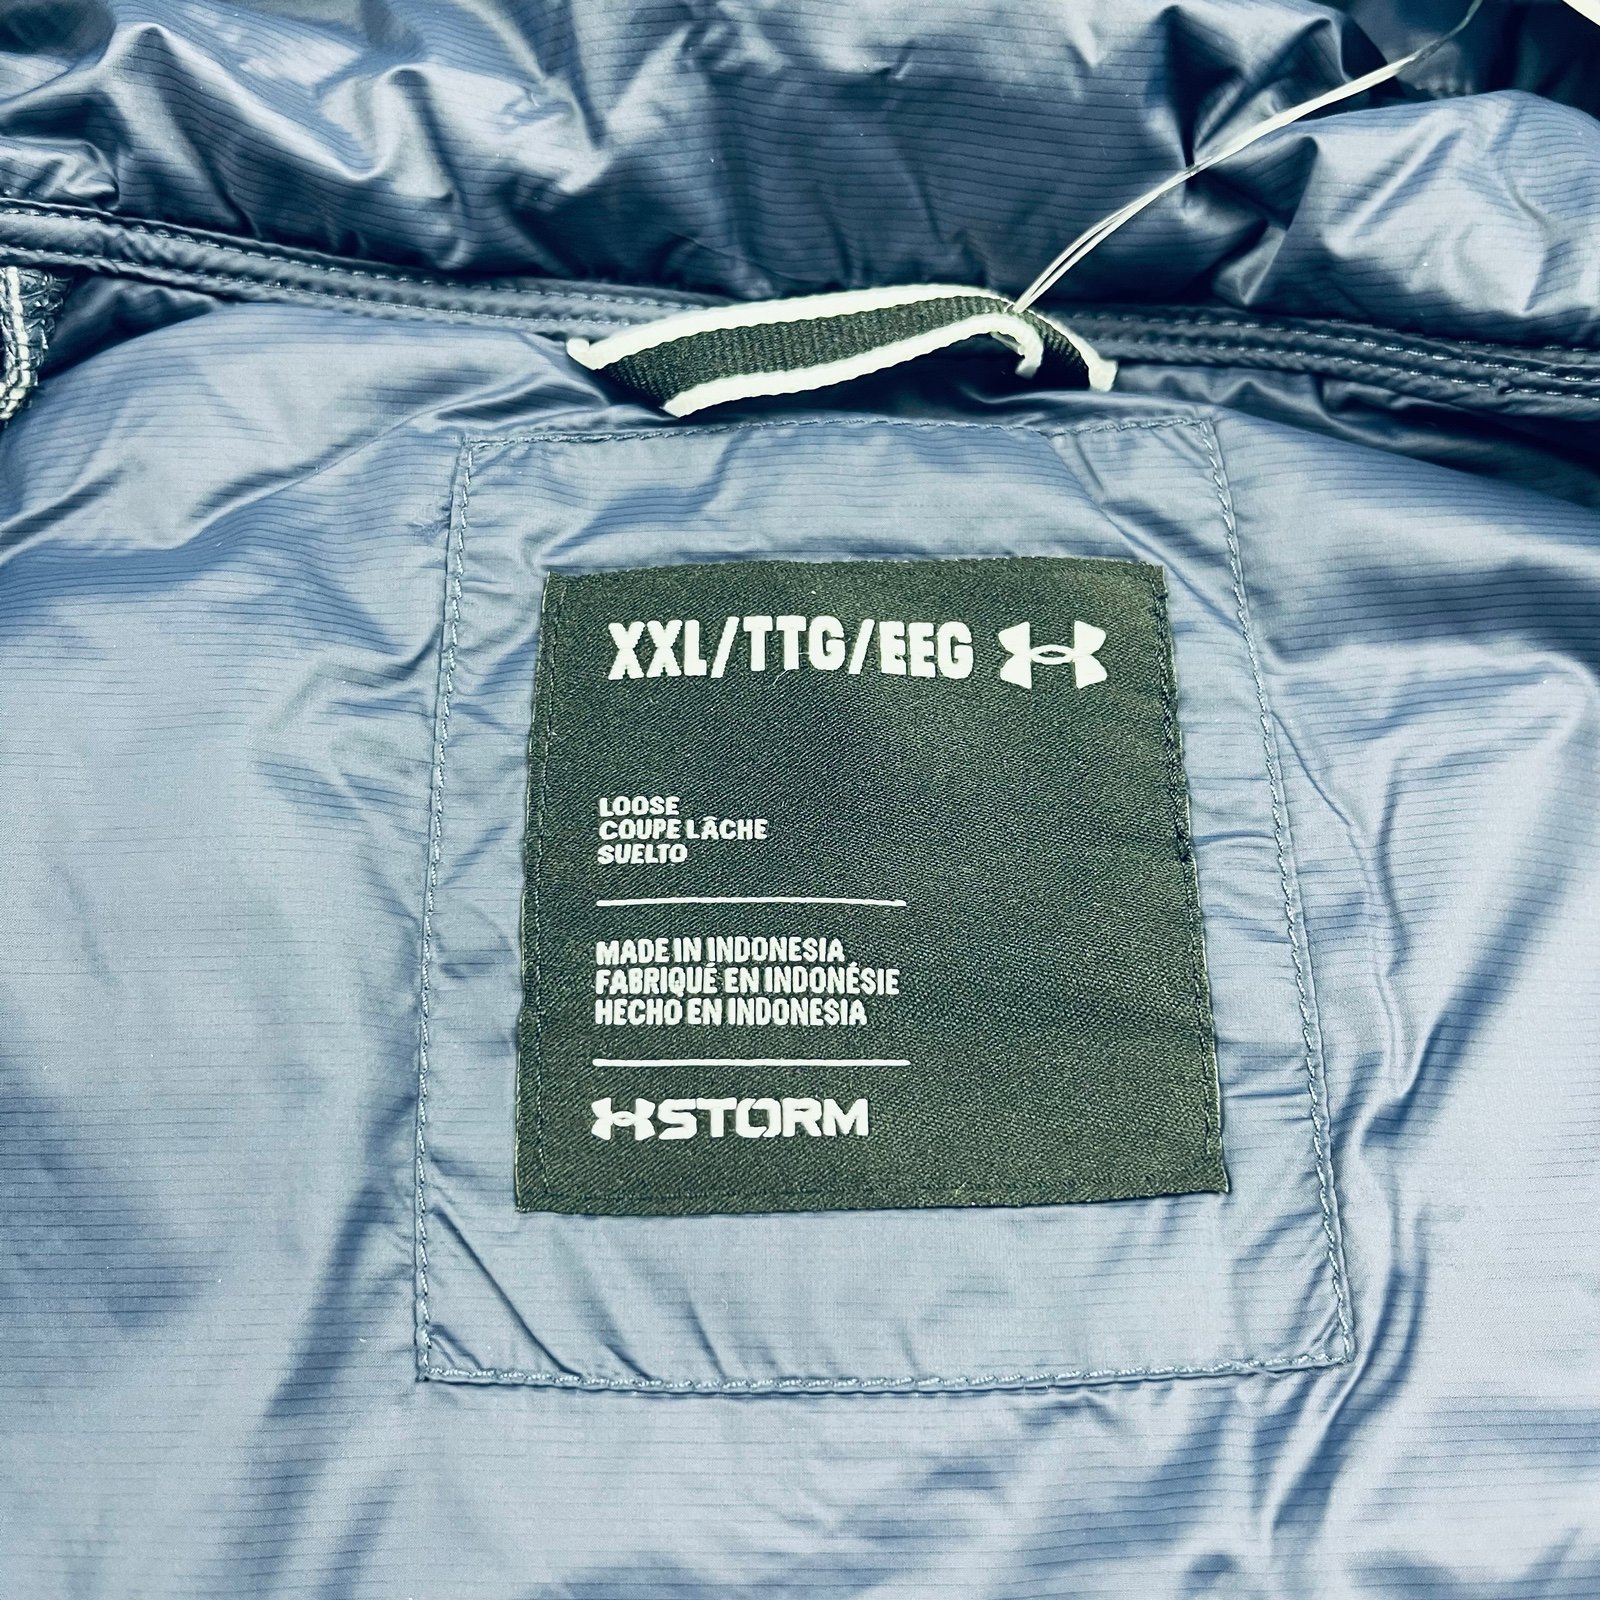 XXL/TTG/EEG
LOOSE
COUPE LÂCHE
SUELTO
MADE IN INDONESIA
FABRIQUÉ EN INDONÉSIE
HECHO EN INDONESIA
STORM